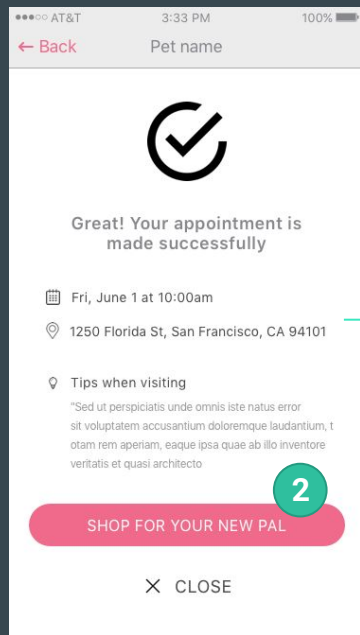 AT&T 3:33 PM 100%
← Back Pet name
Great! Your appointment is
made successfully
Fri, June 1 at 10:00am
1250 Florida St, San Francisco, CA 94101
Tips when visiting
"Sed ut perspiciatis unde omnis iste natus error
sit voluptatem accusantium doloremque laudantium, t
otam rem aperiam, eaque ipsa quae ab illo inventore
veritatis et quasi architecto
2
SHOP FOR YOUR NEW PAL
CLOSE